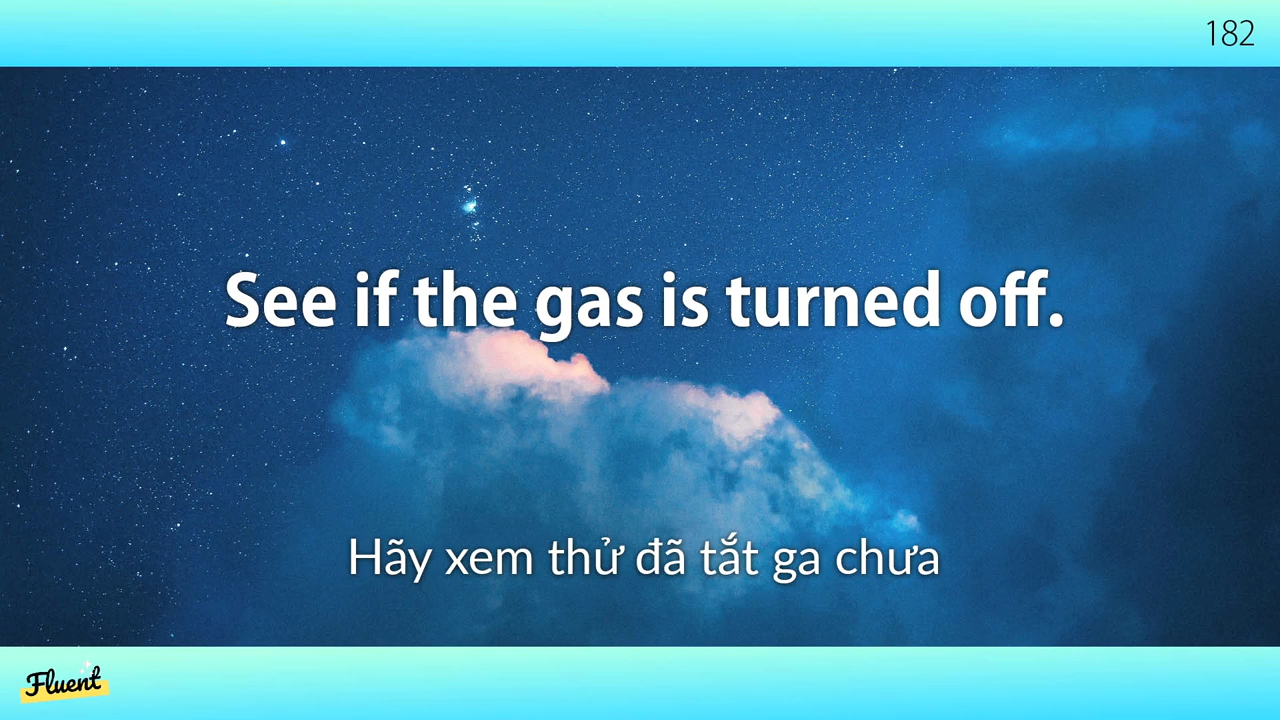 182
See if the gas is turned off.
Hãy xem thử đã tắt ga chưa
Fluent